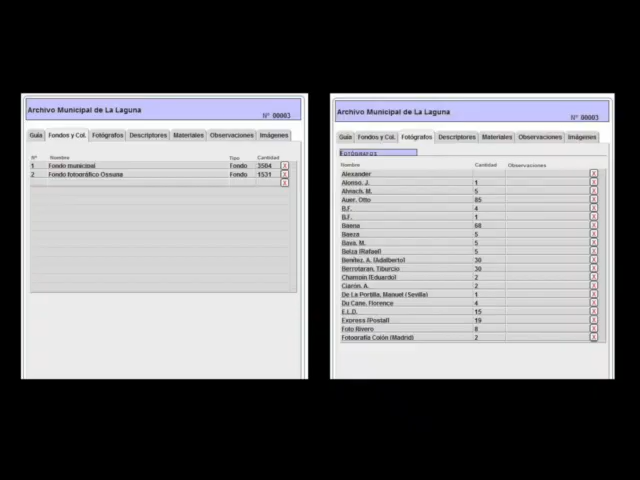 Archivo Municipal de La Laguna
Nº 00003
Guía Fondos y Col. Fotógrafos Descriptores Materiales Observaciones Imágenes
Nº Nombre Tipo Cantidad
1 Fondo municipal Fondo 3504 X
2 Fondo fotográfico Ossuna Fondo 1531 X
X
Archivo Municipal de La Laguna
Nº 00003
Guía Fondos y Col. Fotógrafos Descriptores Materiales Observaciones Imágenes
FOTÓGRAFOS
Nombre Cantidad Observaciones
Alexander X
Alonso, J. 1 X
M. 5 X
Auer, Otto 85 X
B.F. 4 X
B.F. 1 X
Baena 68 X
Baeza 5 X
Baya, M. 5 X
Belza (Rafael) 5 X
Benítez, A. (Adalberto) 30 X
Berrotaran, Tiburcio 30 X
Champin (Eduardo) 2 X
A. 2 X
De La Portilla, Manuel (Sevilla) 1 X
Du Cane, Florence 4 X
E.L.D. 15 X
Express (Postal) 19 X
Foto Rivero 8 X
Fotografía Colón (Madrid) 2 X